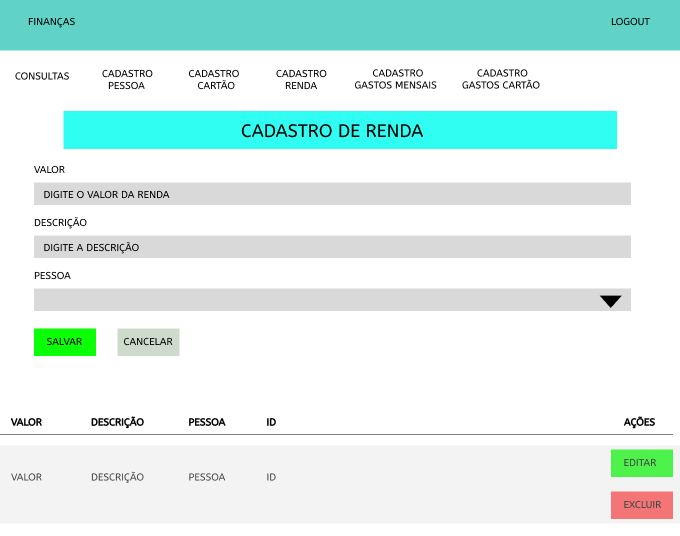 FINANÇAS LOGOUT
CONSULTAS
CADASTRO PESSOA
CADASTRO CARTÃO
CADASTRO RENDA
CADASTRO GASTOS MENSAIS
CADASTRO GASTOS CARTÃO
CADASTRO DE RENDA
VALOR
DIGITE O VALOR DA RENDA
DESCRIÇÃO
DIGITE A DESCRIÇÃO
PESSOA
SALVAR CANCELAR
VALOR DESCRIÇÃO PESSOA ID AÇÕES
VALOR DESCRIÇÃO PESSOA ID EDITAR
EXCLUIR